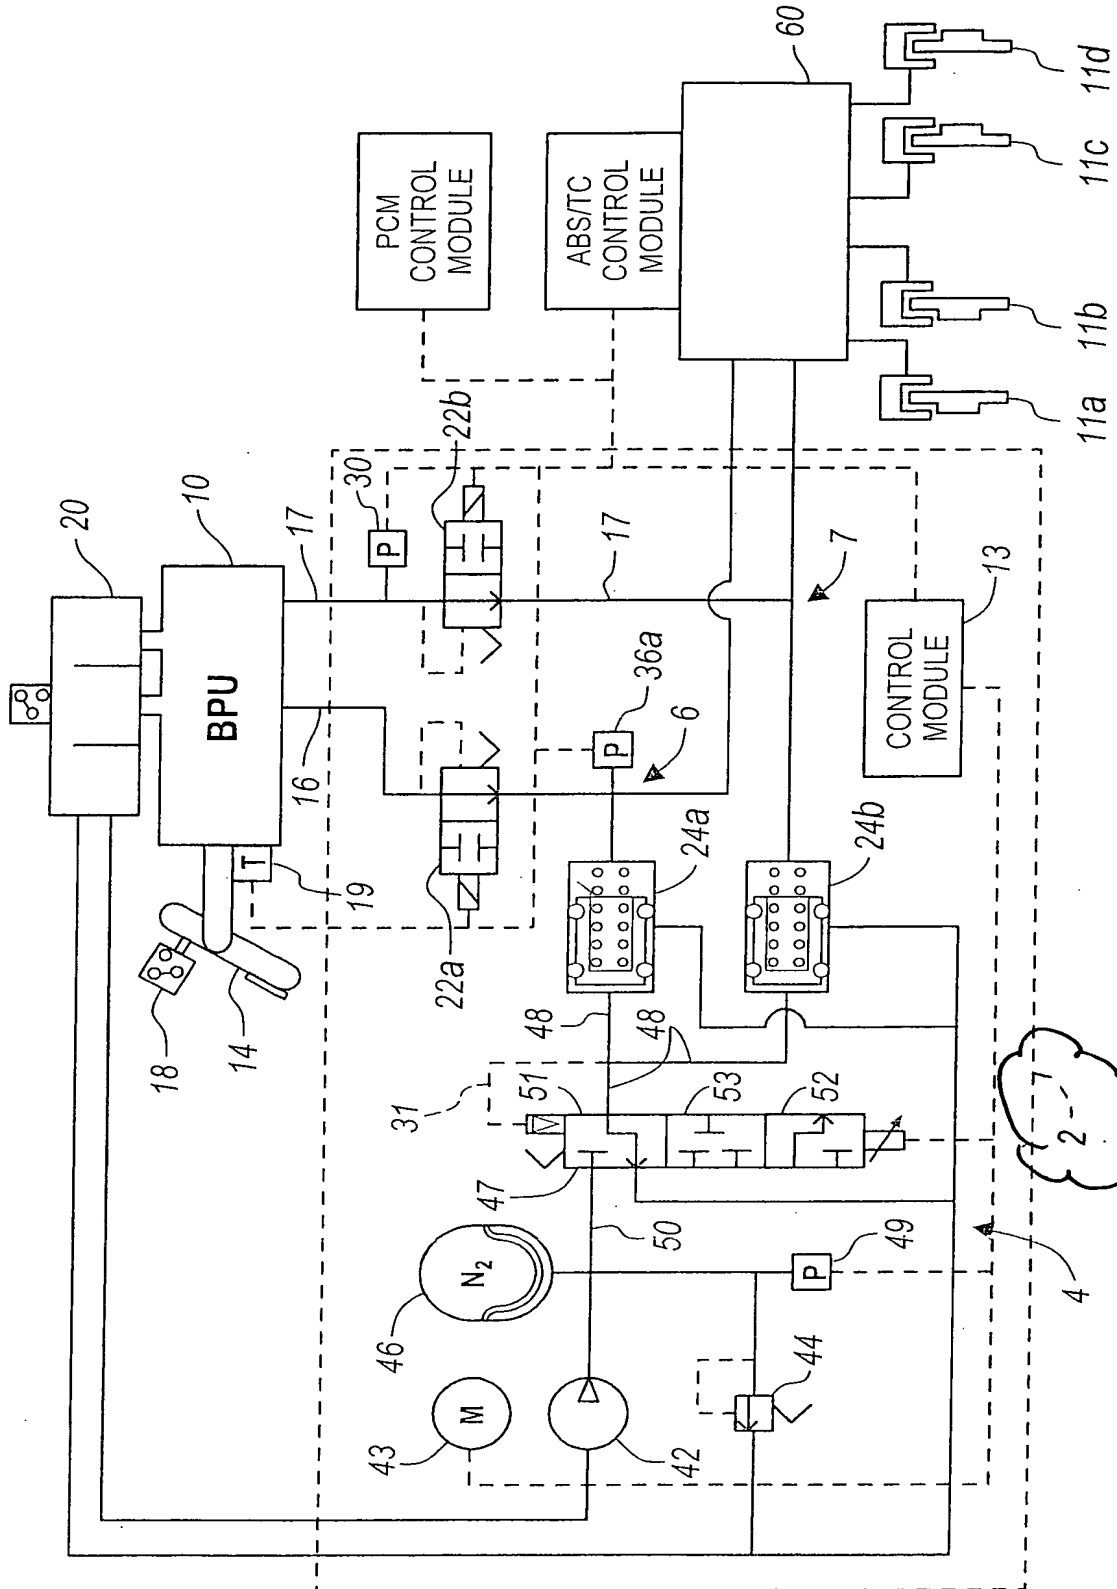 20
10
BPU
17
16
T
19
18
14
PCM
CONTROL
MODULE
ABS/TC
CONTROL
MODULE
60
30
P
22b
22a
17
36a
P
6
7
24a
24b
CONTROL
MODULE
13
11a
11b
11c
11d
31
48
48
51
53
52
47
50
N2
46
M
43
42
44
P
49
4
2